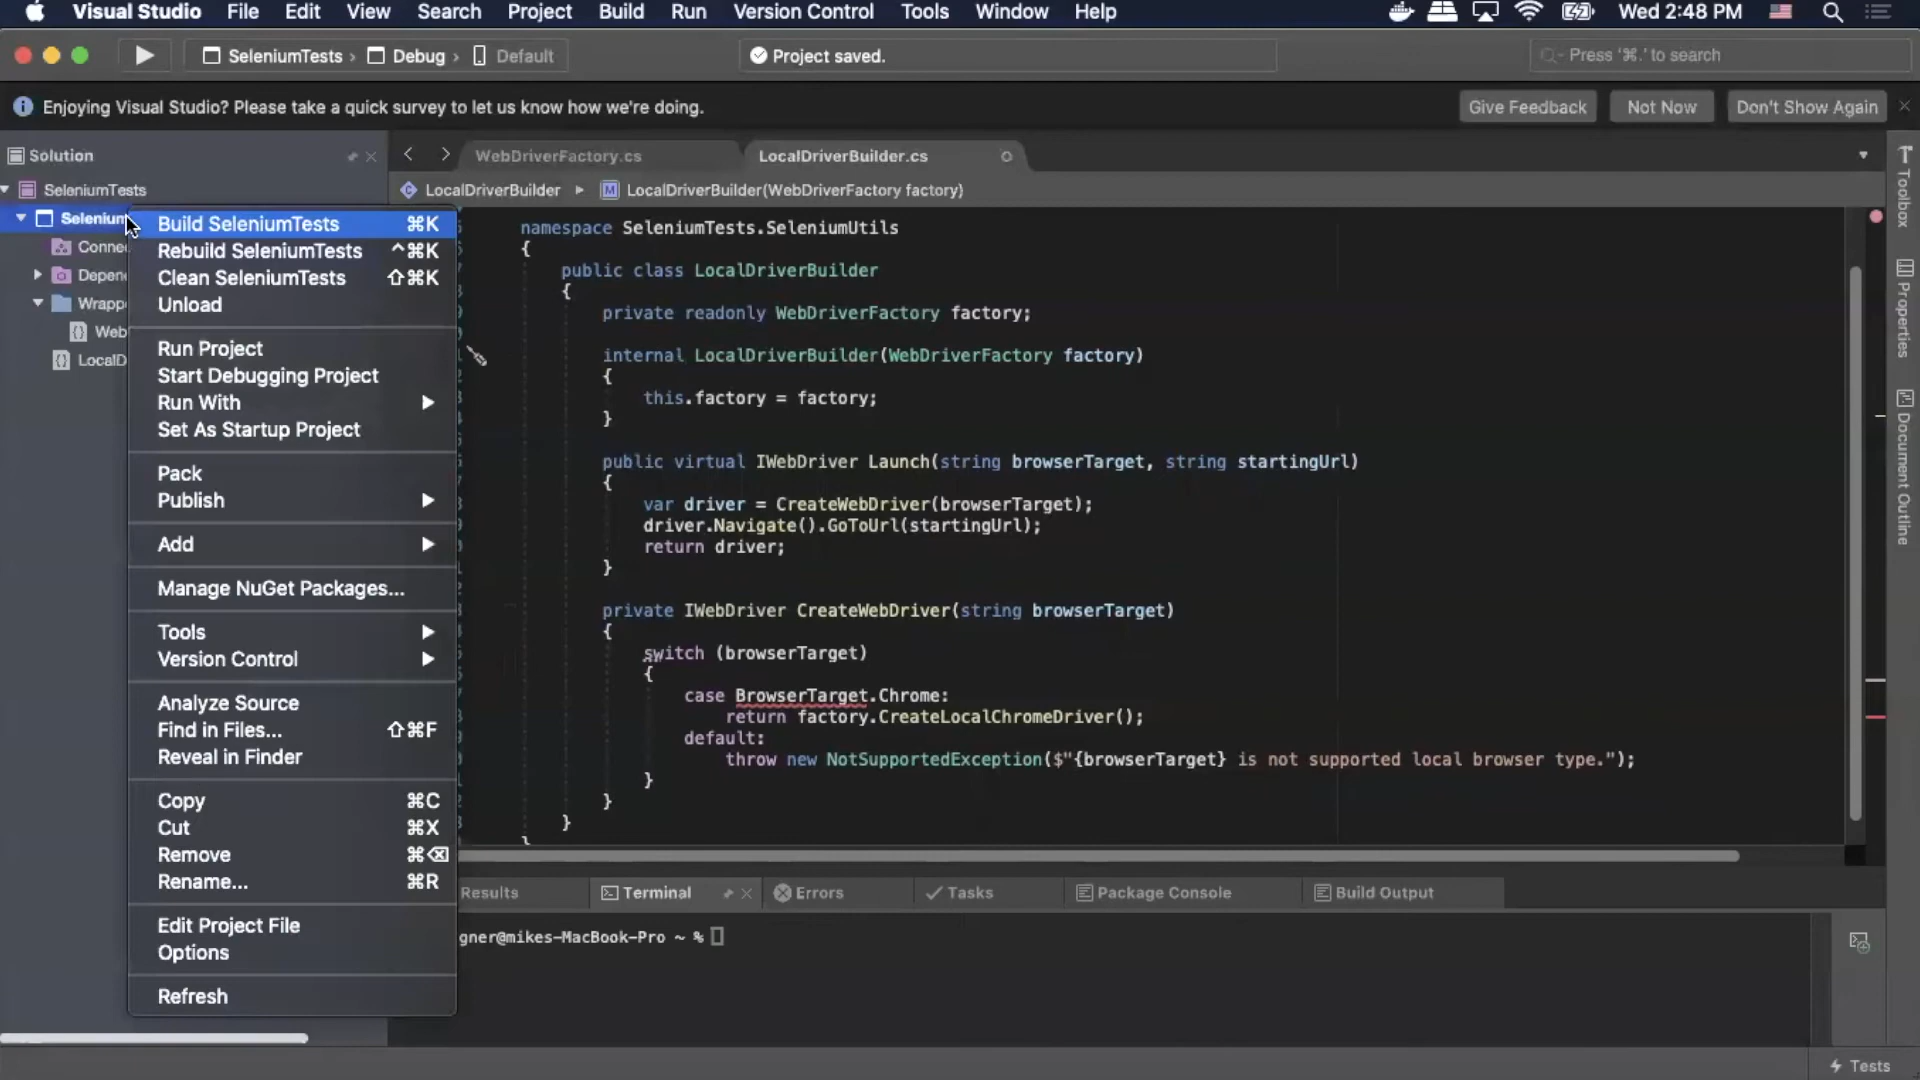 Visual Studio File Edit View Search Project Build Run Version Control Tools Window Help Wed 2:48 PM
SeleniumTests › Debug › Default
Project saved.
Press '⌘.' to search
Enjoying Visual Studio? Please take a quick survey to let us know how we're doing.
Give Feedback Not Now Don't Show Again
Solution
SeleniumTests
Selenium
Conne
Depen
Wrapp
Web
LocalD
Build SeleniumTests ⌘K
Rebuild SeleniumTests ^⌘K
Clean SeleniumTests ⇧⌘K
Unload
Run Project
Start Debugging Project
Run With
Set As Startup Project
Pack
Publish
Add
Manage NuGet Packages...
Tools
Version Control
Analyze Source
Find in Files... ⇧⌘F
Reveal in Finder
Copy ⌘C
Cut ⌘X
Remove ⌘⌫
Rename... ⌘R
Edit Project File
Options
Refresh
WebDriverFactory.cs LocalDriverBuilder.cs
LocalDriverBuilder ▸ M LocalDriverBuilder(WebDriverFactory factory)
namespace SeleniumTests.SeleniumUtils
{
public class LocalDriverBuilder
{
private readonly WebDriverFactory factory;
internal LocalDriverBuilder(WebDriverFactory factory)
{
this.factory = factory;
}
public virtual IWebDriver Launch(string browserTarget, string startingUrl)
{
var driver = CreateWebDriver(browserTarget);
driver.Navigate().GoToUrl(startingUrl);
return driver;
}
private IWebDriver CreateWebDriver(string browserTarget)
{
switch (browserTarget)
{
case BrowserTarget.Chrome:
return factory.CreateLocalChromeDriver();
default:
throw new NotSupportedException($"{browserTarget} is not supported local browser type.");
}
}
}
}
Results Terminal Errors Tasks Package Console Build Output
gner@mikes-MacBook-Pro ~ %
Toolbox
Properties
Document Outline
Tests